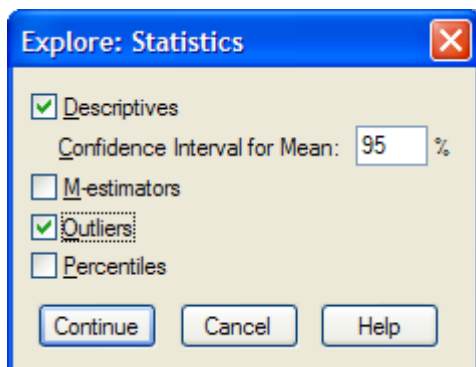 Explore: Statistics
Descriptives
Confidence Interval for Mean: 95 %
M-estimators
Outliers
Percentiles
Continue Cancel Help